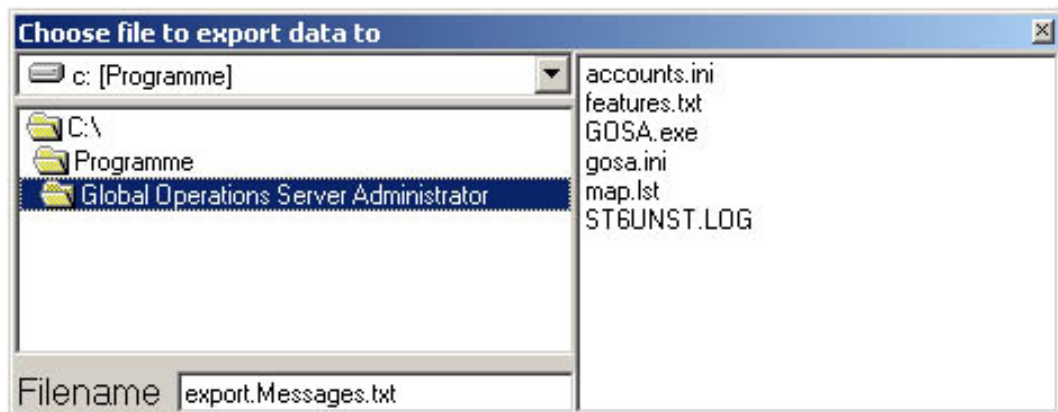 Choose file to export data to
c: [Programme]
C:\
Programme
Global Operations Server Administrator
Filename export.Messages.txt
accounts.ini
features.txt
GOSA.exe
gosa.ini
map.lst
ST6UNST.LOG